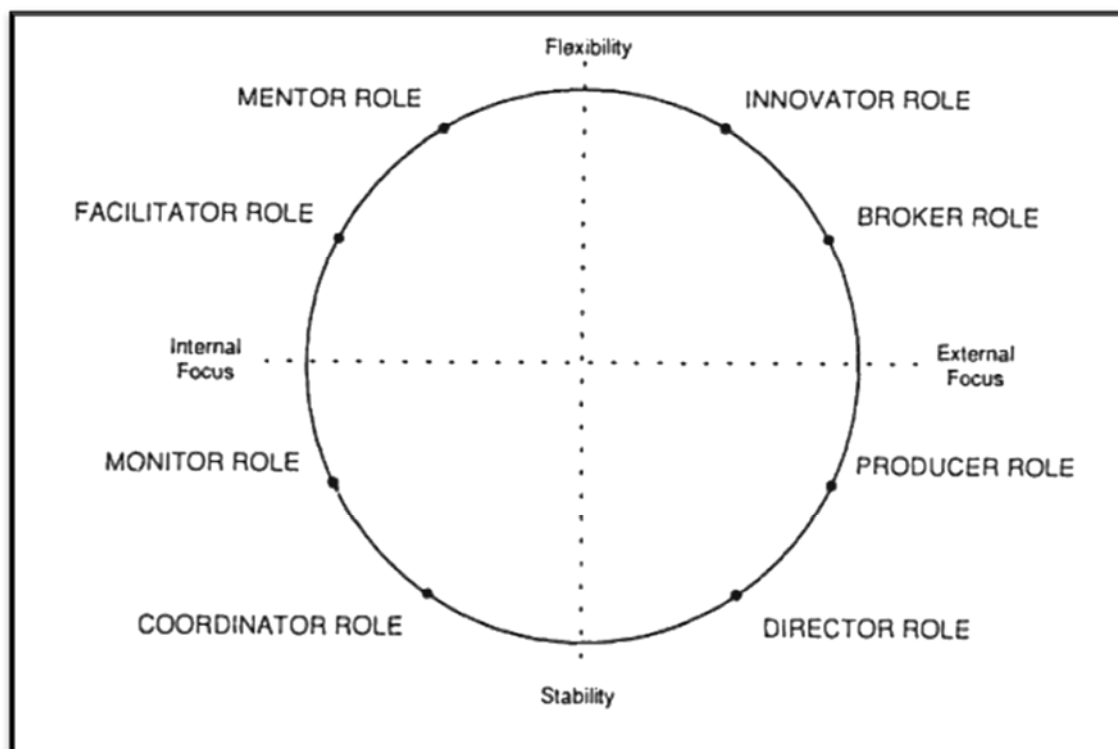 Flexibility
MENTOR ROLE
INNOVATOR ROLE
FACILITATOR ROLE
BROKER ROLE
Internal
Focus
External
Focus
MONITOR ROLE
PRODUCER ROLE
COORDINATOR ROLE
DIRECTOR ROLE
Stability